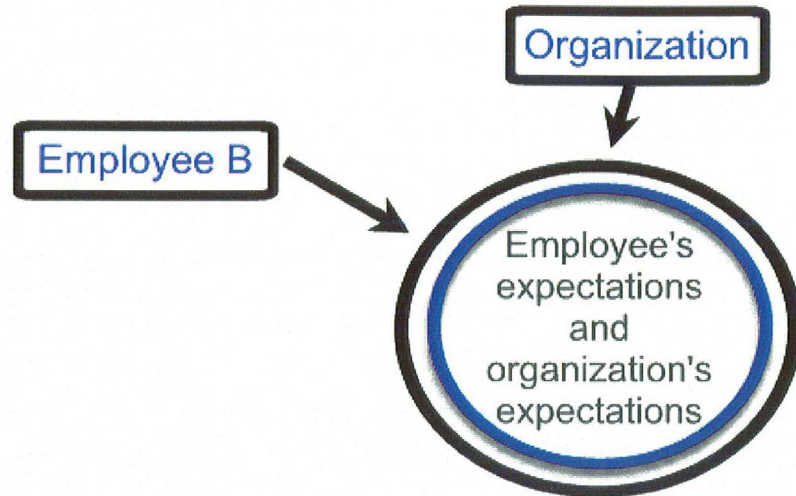 Organization
Employee B
Employee's
expectations
and
organization's
expectations